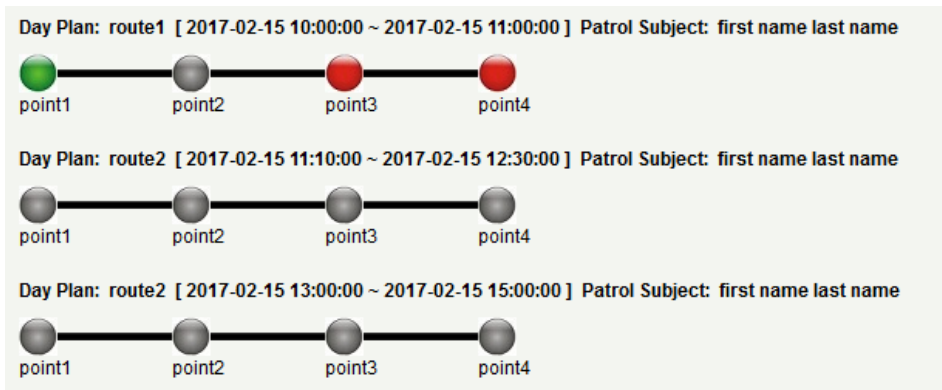 Day Plan: route1 [ 2017-02-15 10:00:00 ~ 2017-02-15 11:00:00 ] Patrol Subject: first name last name
point1 point2 point3 point4
Day Plan: route2 [ 2017-02-15 11:10:00 ~ 2017-02-15 12:30:00 ] Patrol Subject: first name last name
point1 point2 point3 point4
Day Plan: route2 [ 2017-02-15 13:00:00 ~ 2017-02-15 15:00:00 ] Patrol Subject: first name last name
point1 point2 point3 point4